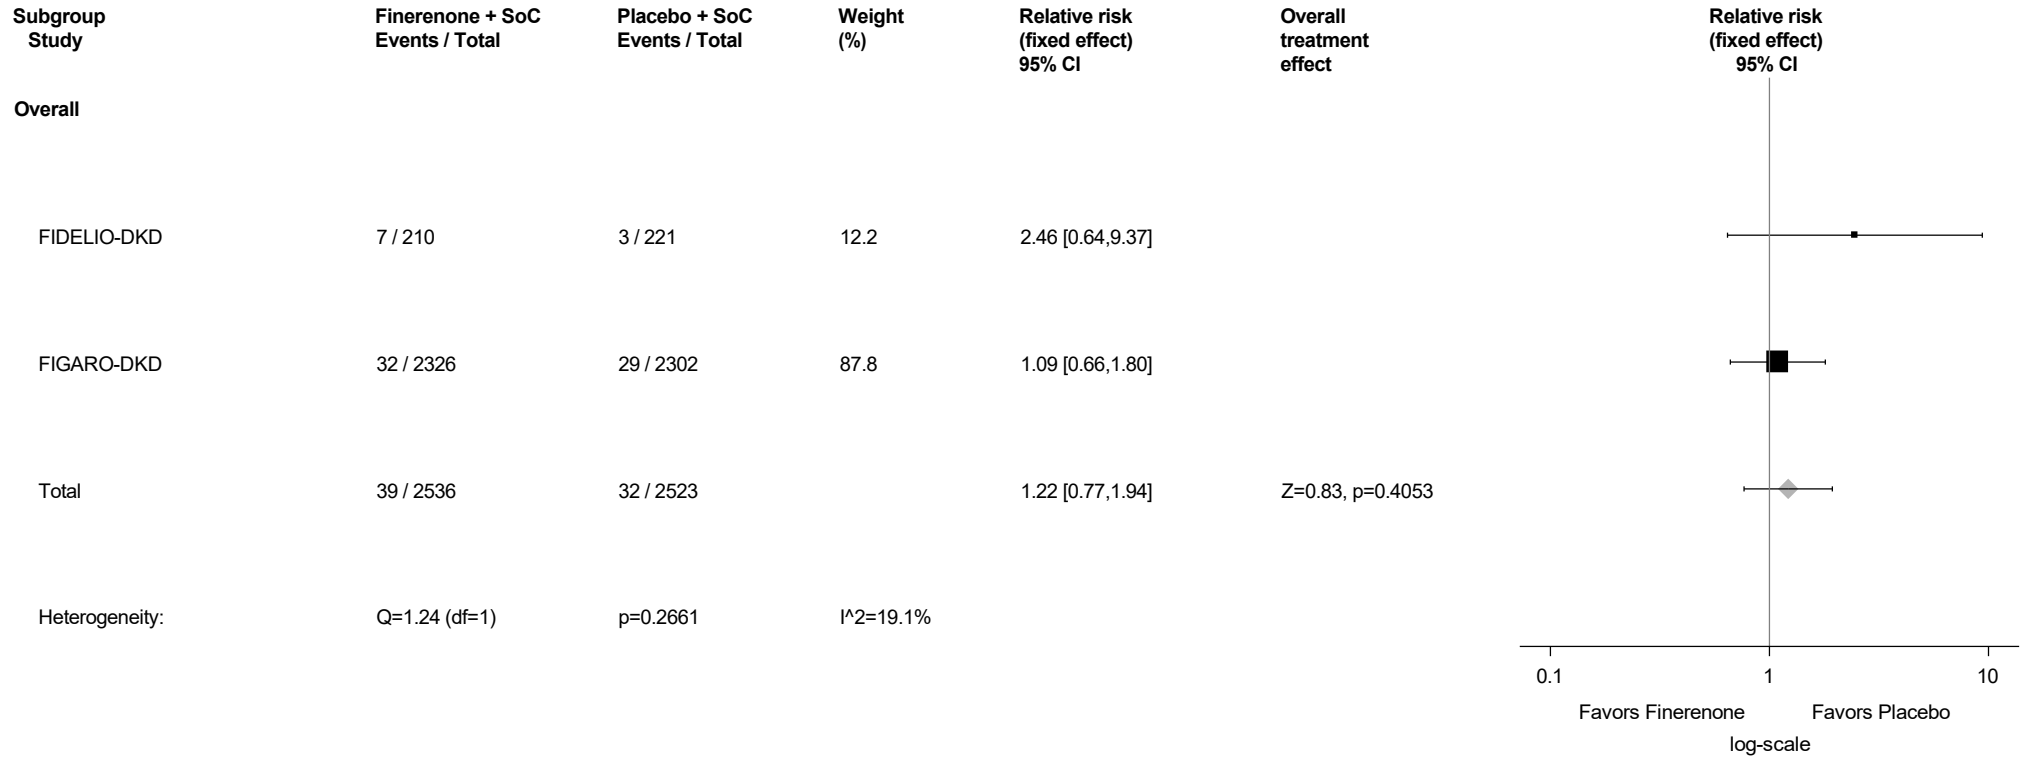 Subgroup Finerenone + SoC Placebo + SoC Weight Relative risk Overall Relative risk
Study Events / Total Events / Total (%) (fixed effect) treatment (fixed effect)
95% CI effect 95% CI
Overall
FIDELIO-DKD 7 / 210 3 / 221 12.2 2.46 [0.64,9.37]
FIGARO-DKD 32 / 2326 29 / 2302 87.8 1.09 [0.66,1.80]
Total 39 / 2536 32 / 2523 1.22 [0.77,1.94] Z=0.83, p=0.4053
Heterogeneity: Q=1.24 (df=1) p=0.2661 I^2=19.1%
0.1 1 10
Favors Finerenone Favors Placebo
log-scale